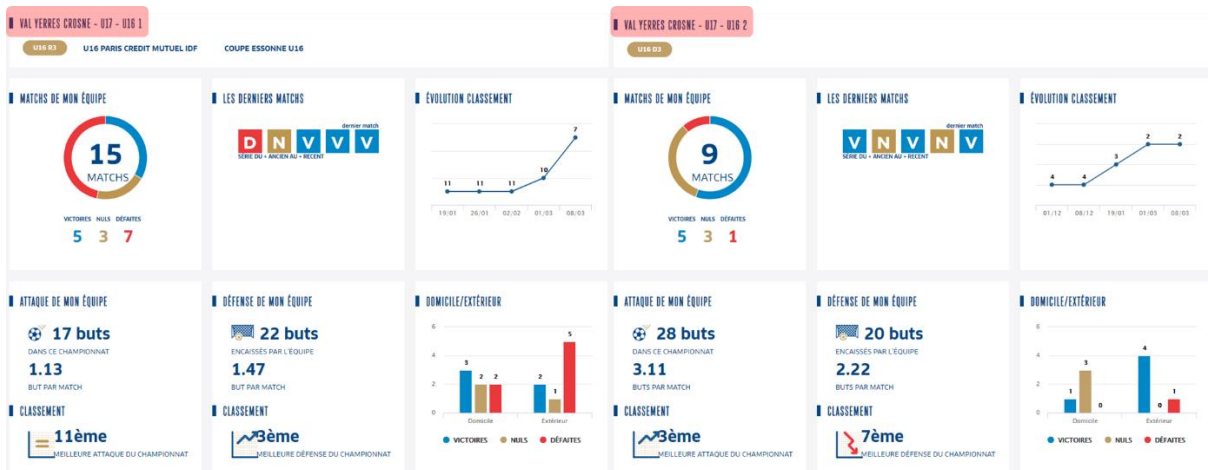 VAL YERRES CROSNE - U17 - U16 1
U16 R3 U16 PARIS CREDIT MUTUEL IDF COUPE ESSONNE U16
MATCHS DE MON ÉQUIPE
15
MATCHS
VICTOIRES NULS DÉFAITES
5 3 7
LES DERNIERS MATCHS
dernier match
D N V V V
SÉRIE DU + ANCIEN AU + RECENT
ÉVOLUTION CLASSEMENT
11 11 11 10 7
19/01 26/01 02/02 01/03 08/03
ATTAQUE DE MON ÉQUIPE
17 buts
DANS CE CHAMPIONNAT
1.13
BUT PAR MATCH
CLASSEMENT
11ème
MEILLEURE ATTAQUE DU CHAMPIONNAT
DÉFENSE DE MON ÉQUIPE
22 buts
ENCAISSÉS PAR L'ÉQUIPE
1.47
BUT PAR MATCH
CLASSEMENT
3ème
MEILLEURE DÉFENSE DU CHAMPIONNAT
DOMICILE/EXTÉRIEUR
6
4
2
0
3 2 2 2 1 5
Domicile Extérieur
VICTOIRES NULS DÉFAITES
VAL YERRES CROSNE - U17 - U16 2
U16 D3
MATCHS DE MON ÉQUIPE
9
MATCHS
VICTOIRES NULS DÉFAITES
5 3 1
LES DERNIERS MATCHS
dernier match
V N V N V
SÉRIE DU + ANCIEN AU + RECENT
ÉVOLUTION CLASSEMENT
4 4 3 2 2
01/12 08/12 19/01 01/03 08/03
ATTAQUE DE MON ÉQUIPE
28 buts
DANS CE CHAMPIONNAT
3.11
BUTS PAR MATCH
CLASSEMENT
3ème
MEILLEURE ATTAQUE DU CHAMPIONNAT
DÉFENSE DE MON ÉQUIPE
20 buts
ENCAISSÉS PAR L'ÉQUIPE
2.22
BUTS PAR MATCH
CLASSEMENT
7ème
MEILLEURE DÉFENSE DU CHAMPIONNAT
DOMICILE/EXTÉRIEUR
6
4
2
0
1 3 0 4 0 1
Domicile Extérieur
VICTOIRES NULS DÉFAITES